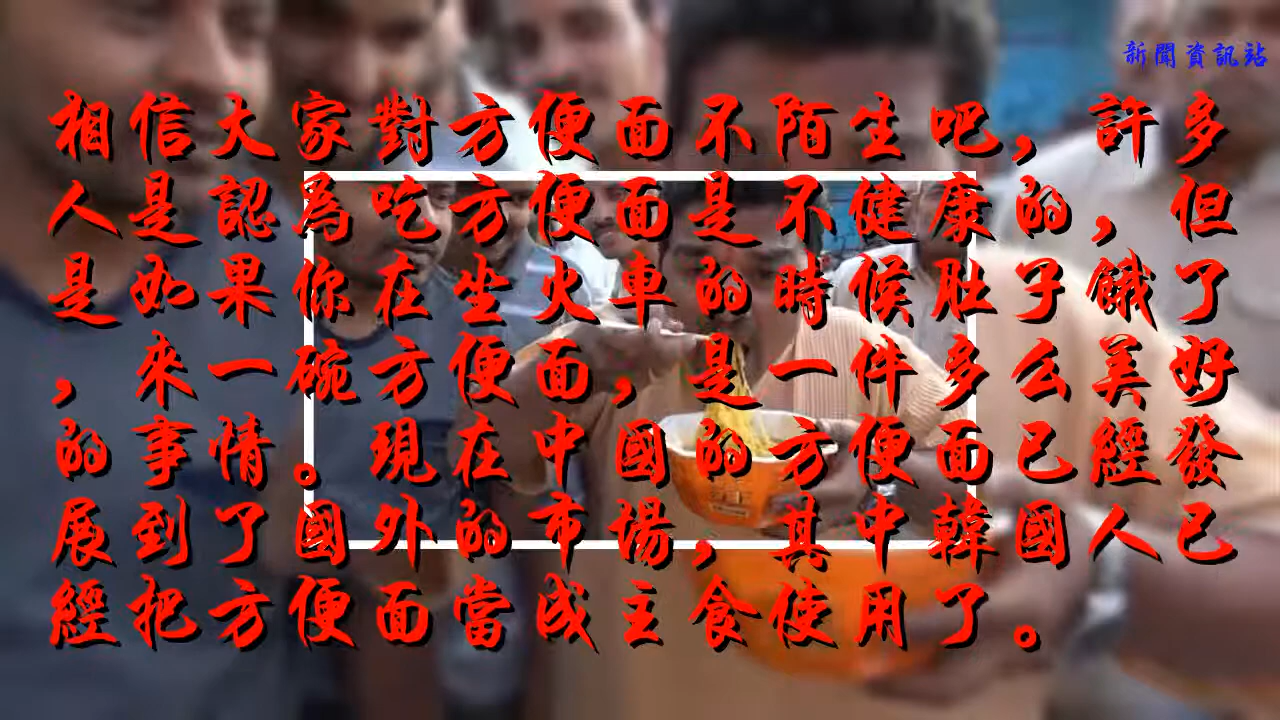 新聞資訊站
相信大家對方便面不陌生吧，許多
人是認為吃方便面是不健康的，但
是如果你在坐火車的時候肚子餓了
，來一碗方便面，是一件多么美好
的事情。現在中國的方便面已經發
展到了國外的市場，其中韓國人已
經把方便面當成主食使用了。